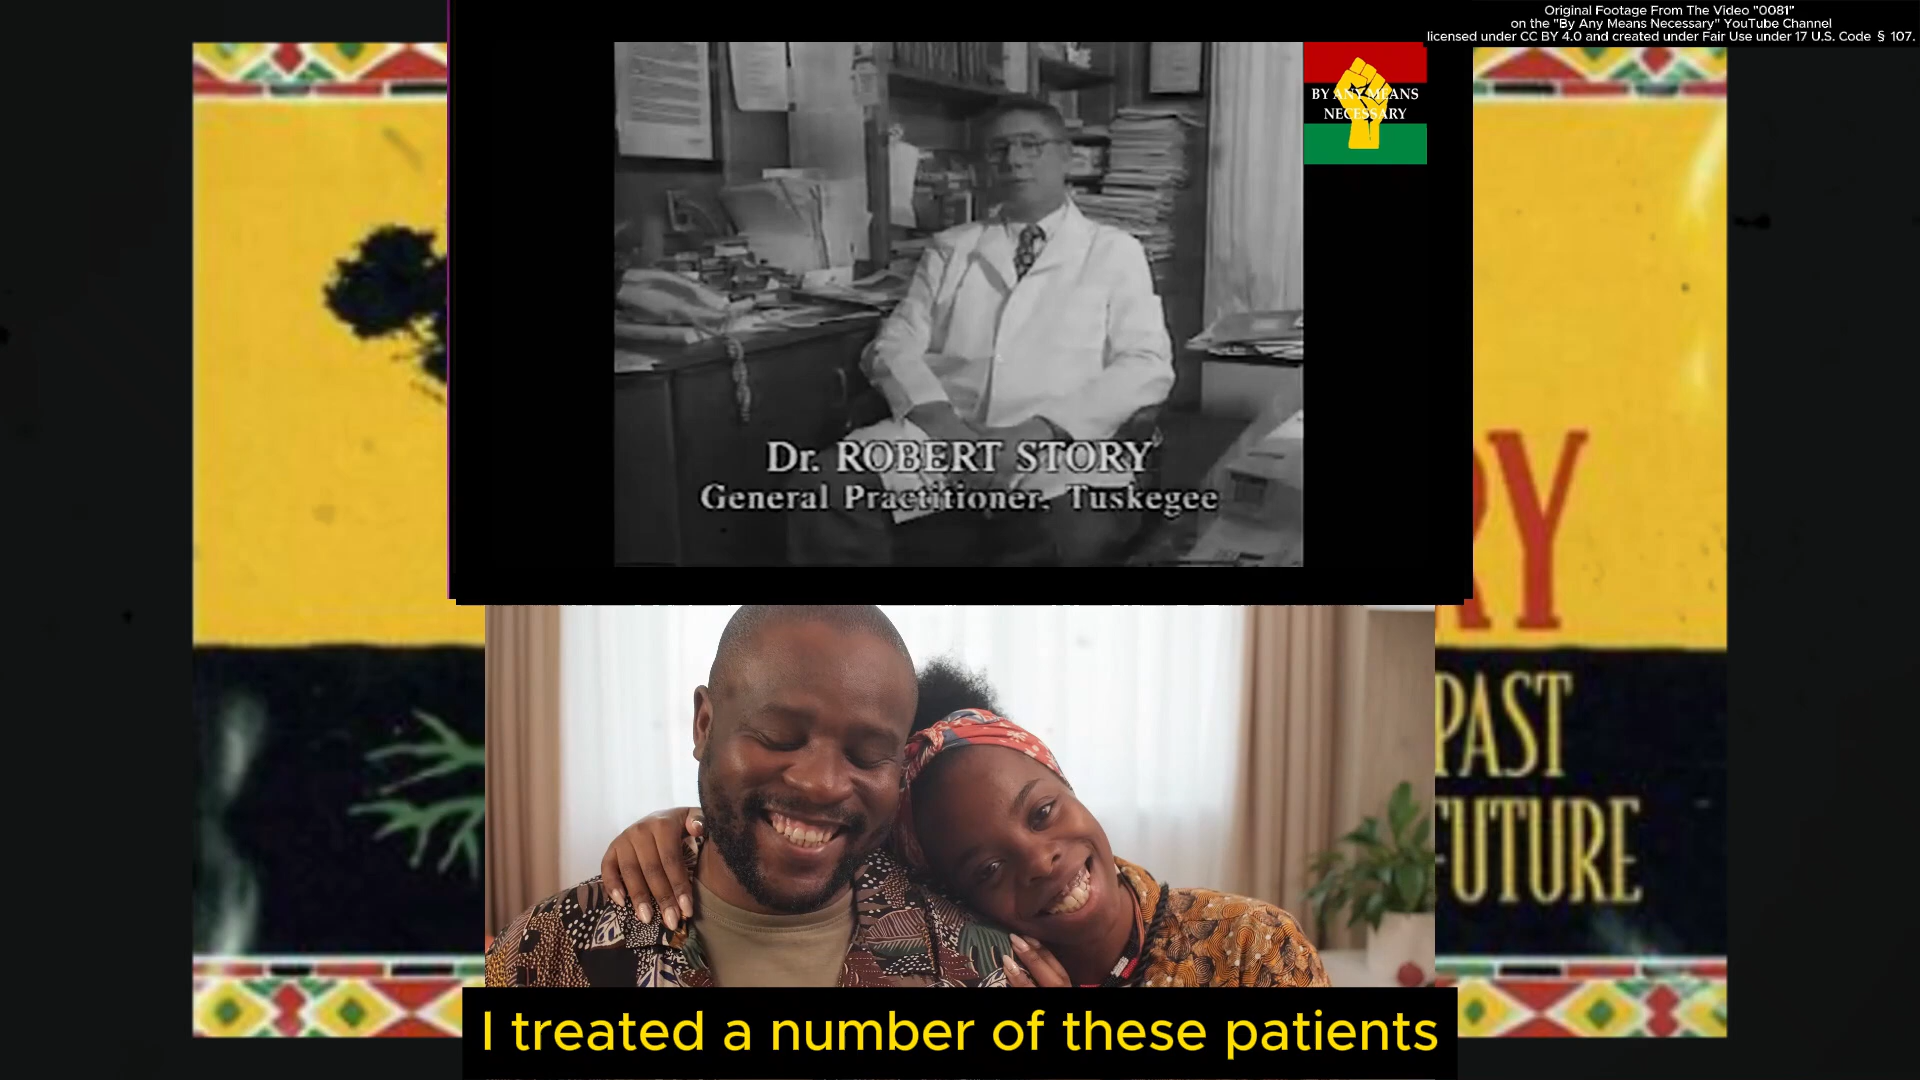 Original Footage From The Video "0081"
on the "By Any Means Necessary" YouTube Channel
licensed under CC BY 4.0 and created under Fair Use under 17 U.S. Code § 107.
BY ANY MEANS
NECESSARY
Dr. ROBERT STORY
General Practitioner, Tuskegee
RY
PAST
FUTURE
I treated a number of these patients